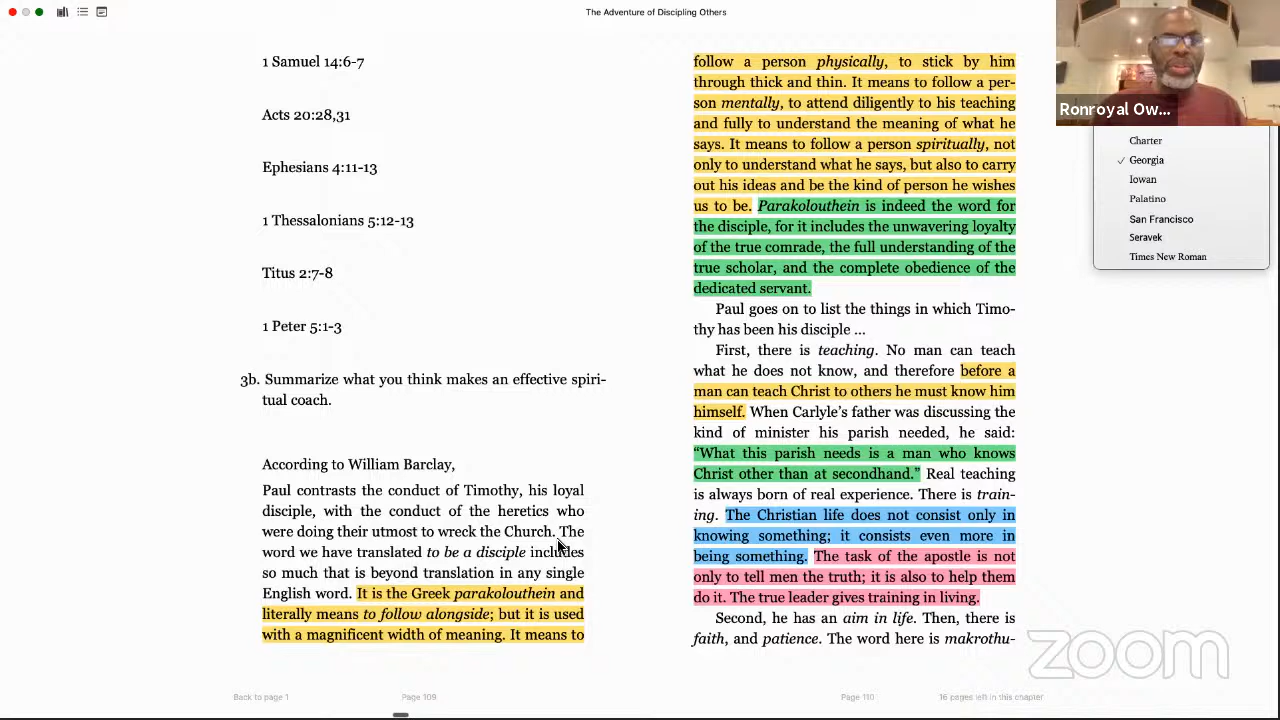 The Adventure of Discipling Others
1 Samuel 14:6-7
Acts 20:28,31
Ephesians 4:11-13
1 Thessalonians 5:12-13
Titus 2:7-8
1 Peter 5:1-3
3b. Summarize what you think makes an effective spiri-
tual coach.
According to William Barclay,
Paul contrasts the conduct of Timothy, his loyal
disciple, with the conduct of the heretics who
were doing their utmost to wreck the Church. The
word we have translated to be a disciple includes
so much that is beyond translation in any single
English word. It is the Greek parakolouthein and
literally means to follow alongside; but it is used
with a magnificent width of meaning. It means to
Back to page 1
Page 109
follow a person physically, to stick by him
through thick and thin. It means to follow a per-
son mentally, to attend diligently to his teaching
and fully to understand the meaning of what he
says. It means to follow a person spiritually, not
only to understand what he says, but also to carry
out his ideas and be the kind of person he wishes
us to be. Parakolouthein is indeed the word for
the disciple, for it includes the unwavering loyalty
of the true comrade, the full understanding of the
true scholar, and the complete obedience of the
dedicated servant.
Paul goes on to list the things in which Timo-
thy has been his disciple ...
First, there is teaching. No man can teach
what he does not know, and therefore before a
man can teach Christ to others he must know him
himself. When Carlyle’s father was discussing the
kind of minister his parish needed, he said:
“What this parish needs is a man who knows
Christ other than at secondhand.” Real teaching
is always born of real experience. There is train-
ing. The Christian life does not consist only in
knowing something; it consists even more in
being something. The task of the apostle is not
only to tell men the truth; it is also to help them
do it. The true leader gives training in living.
Second, he has an aim in life. Then, there is
faith, and patience. The word here is makrothu-
Page 110
16 pages left in this chapter
Ronroyal Ow...
Charter
✓ Georgia
Iowan
Palatino
San Francisco
Seravek
Times New Roman
zoom